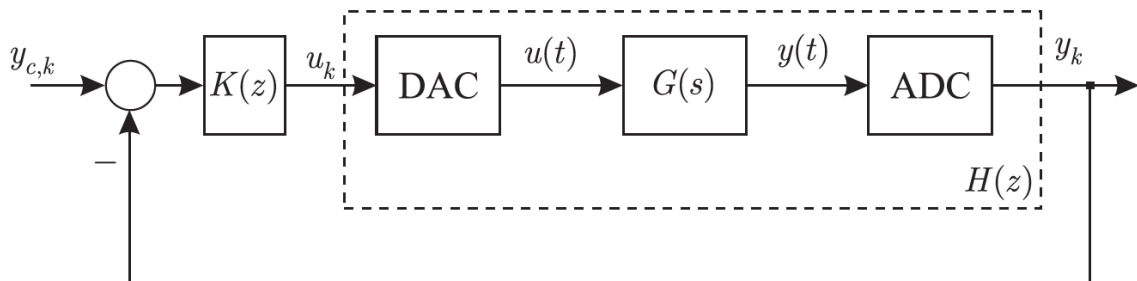 y_{c,k}
K(z)
u_k
DAC
u(t)
G(s)
y(t)
ADC
y_k
−
H(z)